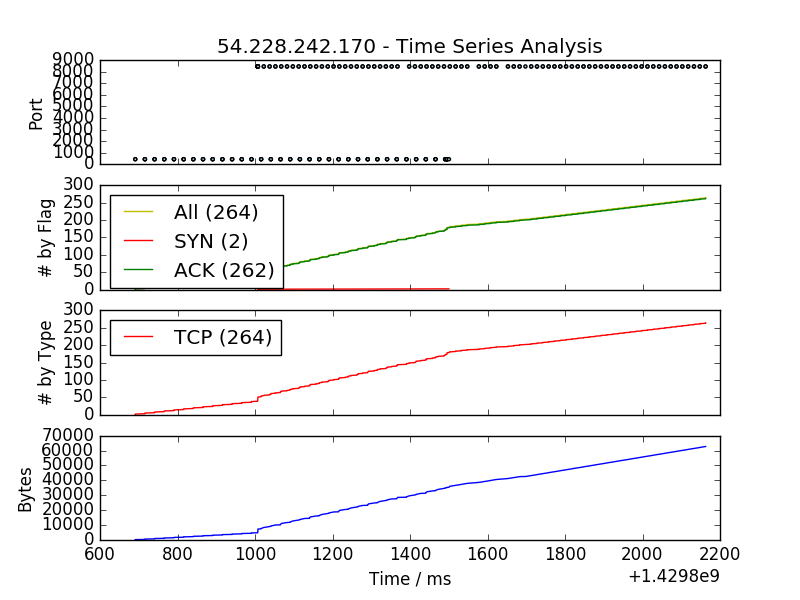 54.228.242.170 - Time Series Analysis
9000
8000
7000
6000
5000
4000
3000
2000
1000
0
Port
300
250
200
150
100
50
0
# by Flag
All (264)
SYN (2)
ACK (262)
300
250
200
150
100
50
0
# by Type
TCP (264)
70000
60000
50000
40000
30000
20000
10000
0
Bytes
600 800 1000 1200 1400 1600 1800 2000 2200
Time / ms
+1.4298e9